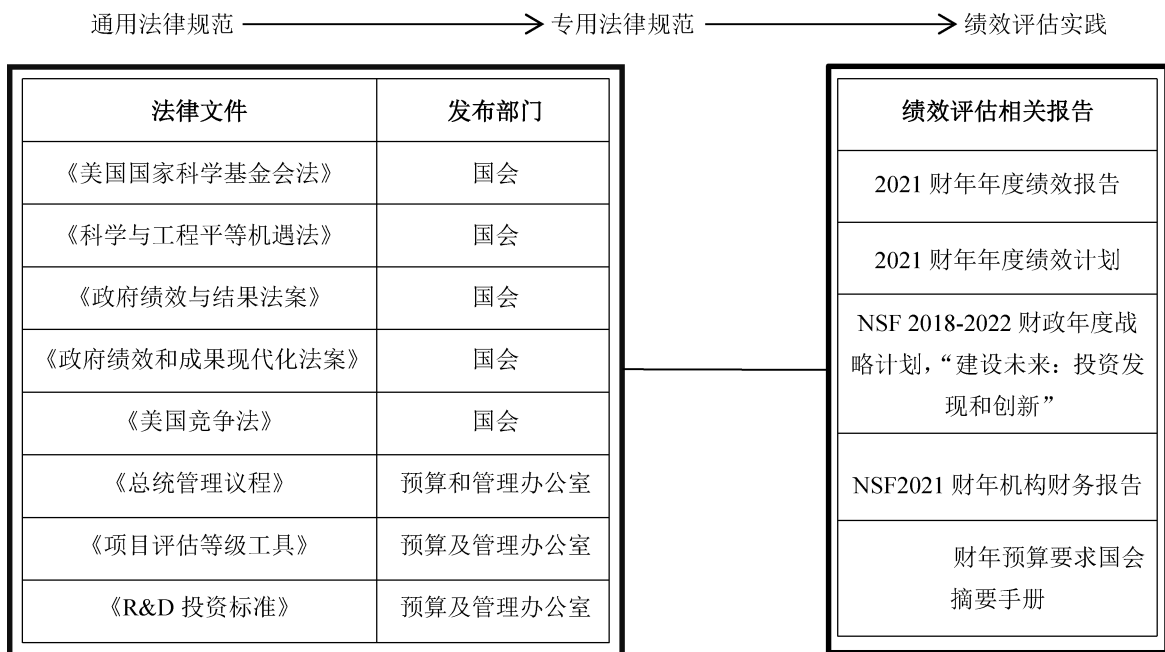 通用法律规范 专用法律规范 绩效评估实践
法律文件 发布部门
《美国国家科学基金会法》 国会
《科学与工程平等机遇法》 国会
《政府绩效与结果法案》 国会
《政府绩效和成果现代化法案》 国会
《美国竞争法》 国会
《总统管理议程》 预算和管理办公室
《项目评估等级工具》 预算及管理办公室
《R&D 投资标准》 预算及管理办公室
绩效评估相关报告
2021 财年年度绩效报告
2021 财年年度绩效计划
NSF 2018-2022 财政年度战
略计划，“建设未来：投资发
现和创新”
NSF2021 财年机构财务报告
财年预算要求国会
摘要手册